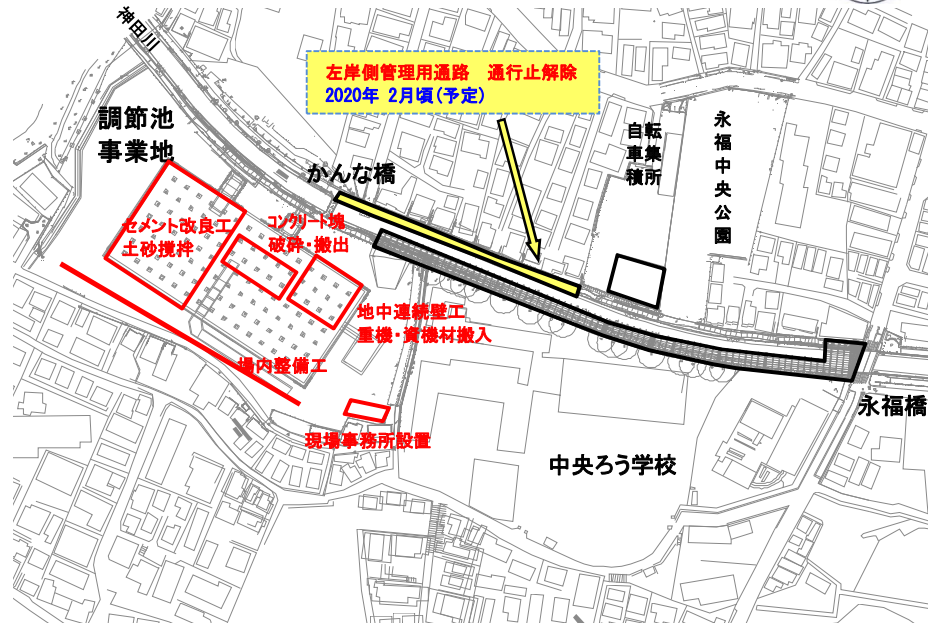 神田川
左岸側管理用通路　通行止解除
2020年 2月頃(予定)
調節池
事業地
かんな橋
自転
車集
積所
永福中央公園
セメント改良工
土砂撹拌
コンクリート塊
破砕・搬出
地中連続壁工
重機・資機材搬入
場内整備工
現場事務所設置
永福橋
中央ろう学校